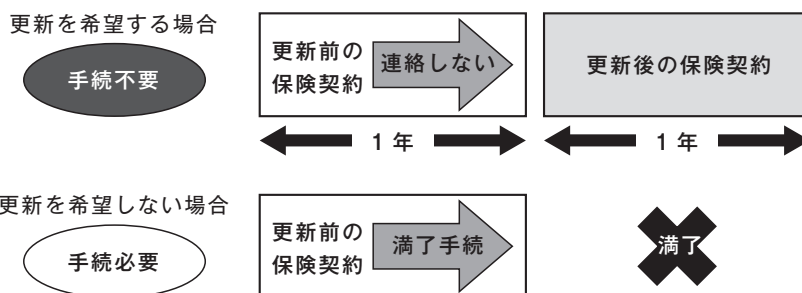 更新を希望する場合
手続不要
更新前の
保険契約
連絡しない
更新後の保険契約
1年
1年
更新を希望しない場合
手続必要
更新前の
保険契約
満了手続
満了